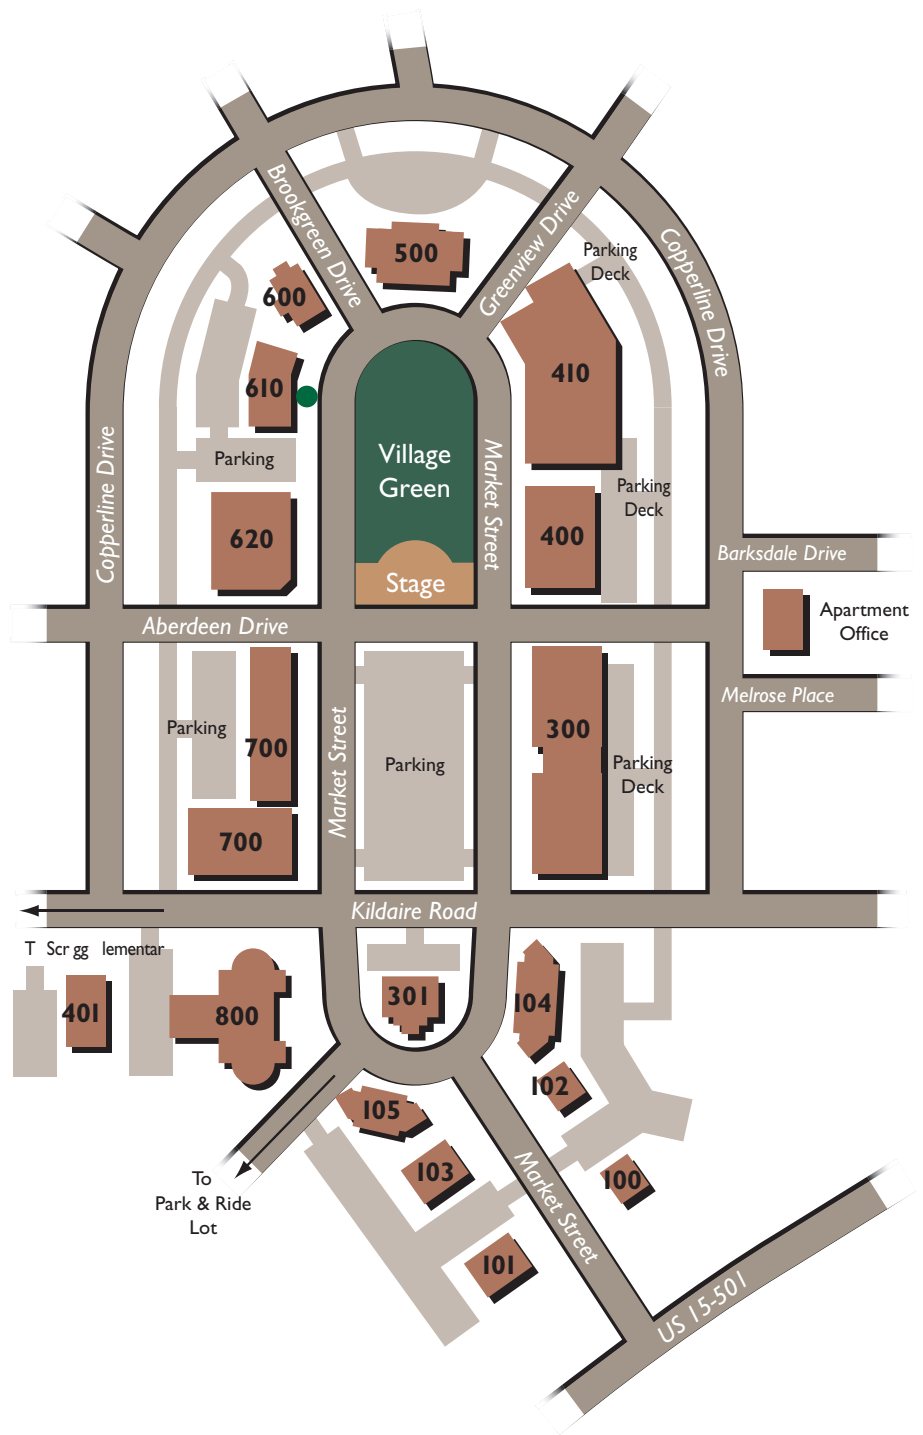 Brookgreen Drive
500
Greenview Drive
Parking
Deck
Copperline Drive
600
410
610
Village
Green
Market Street
Parking
Copperline Drive
Parking
Deck
620
400
Stage
Barksdale Drive
Aberdeen Drive
Apartment
Office
Melrose Place
Parking
700
Market Street
Parking
300
Parking
Deck
700
Kildaire Road
T Scr gg lementar
401
800
301
104
102
105
103
100
To
Park & Ride
Lot
Market Street
101
US 15-501